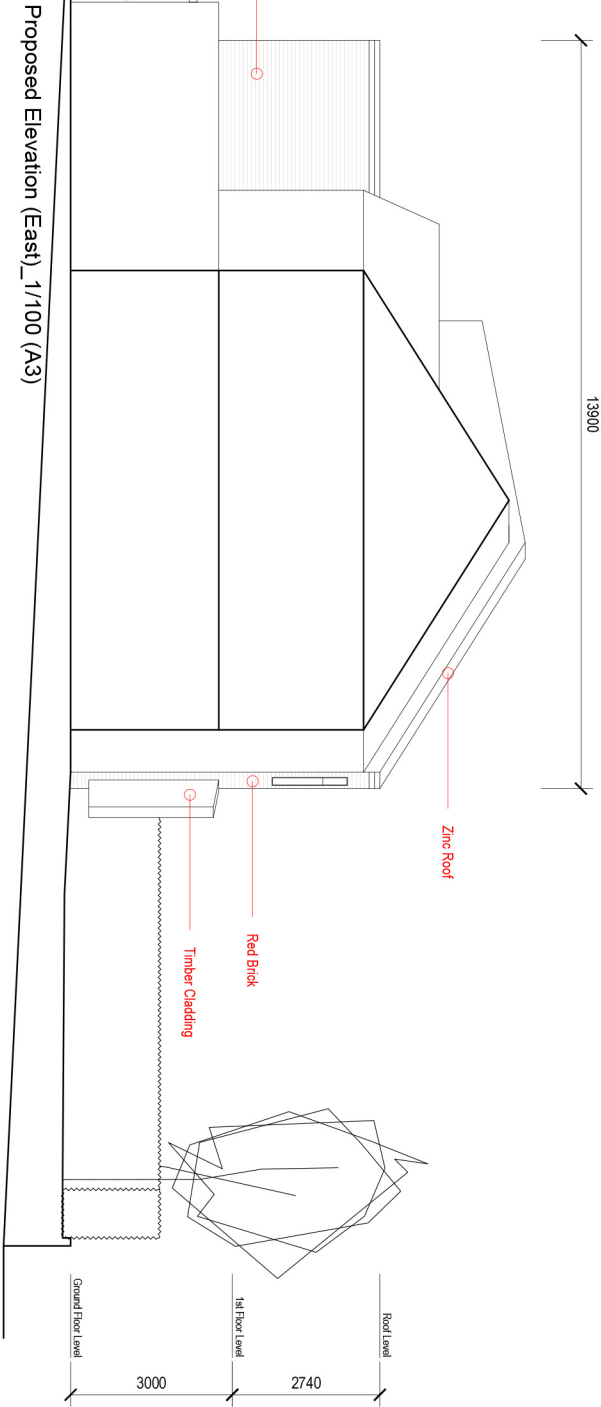 Proposed Elevation (East)_1/100 (A3)
13900
Zinc Roof
Red Brick
Timber Cladding
Roof Level
1st Floor Level
Ground Floor Level
3000
2740